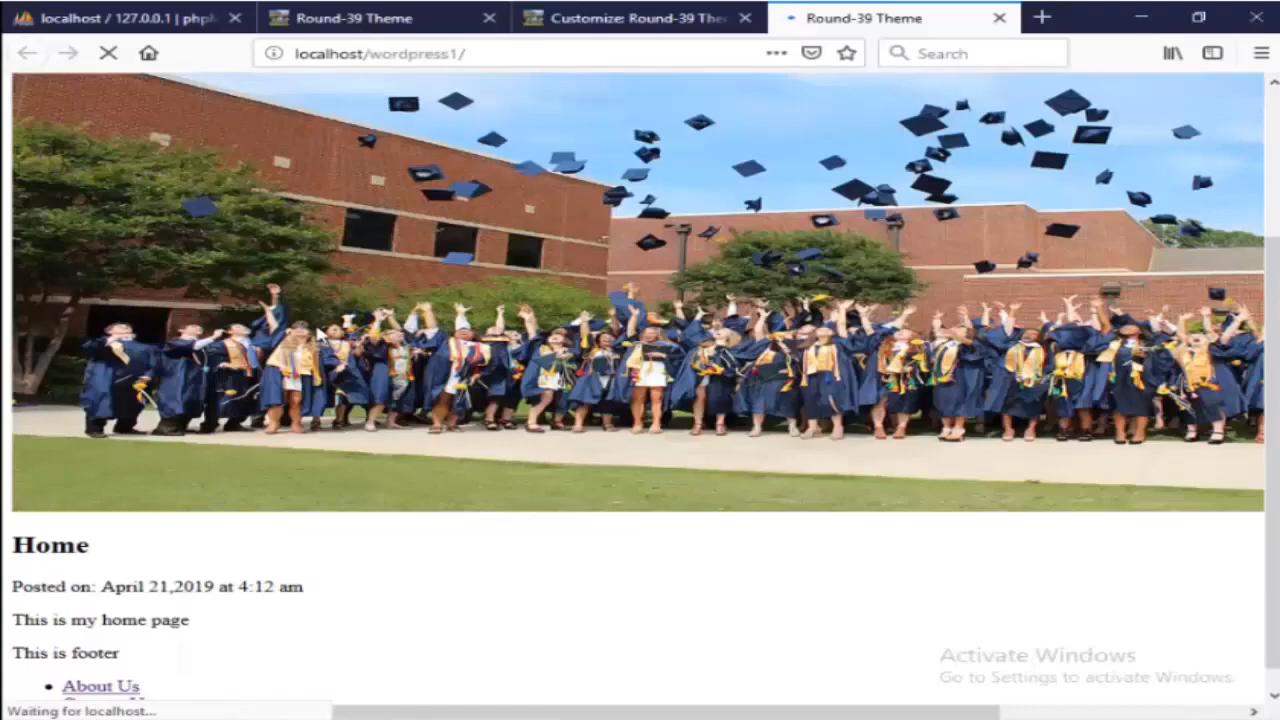 localhost / 127.0.0.1 | php
Round-39 Theme
Customize: Round-39 The
Round-39 Theme
localhost/wordpress1/
Search
Home
Posted on: April 21,2019 at 4:12 am
This is my home page
This is footer
About Us
Activate Windows
Go to Settings to activate Windows.
Waiting for localhost...